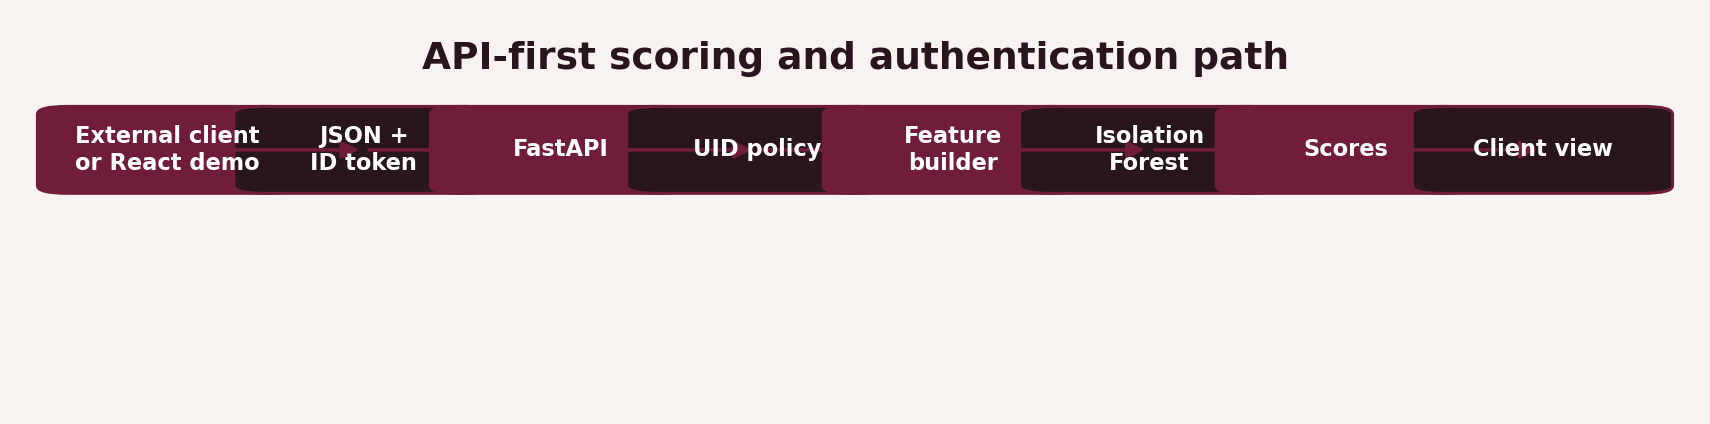 API-first scoring and authentication path
External client
or React demo
JSON +
ID token
FastAPI
UID policy
Feature
builder
Isolation
Forest
Scores
Client view